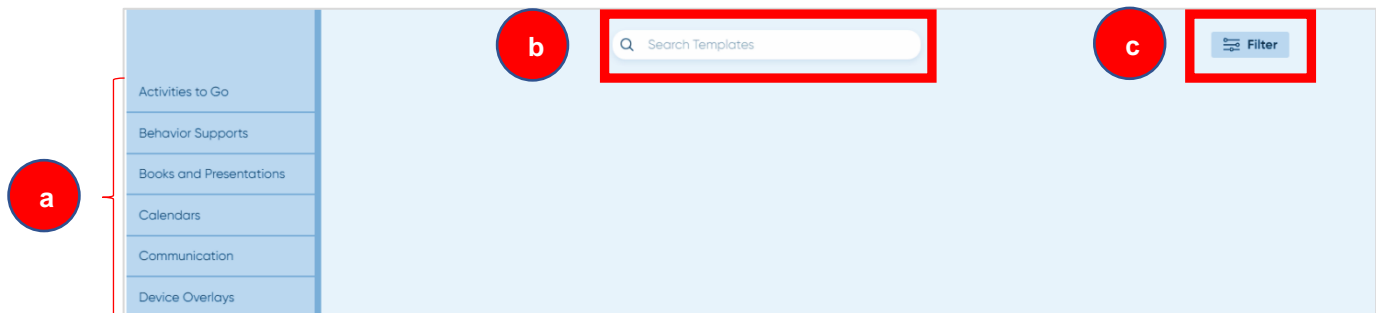 b
Search Templates
c
Filter
Activities to Go
Behavior Supports
Books and Presentations
a
Calendars
Communication
Device Overlays